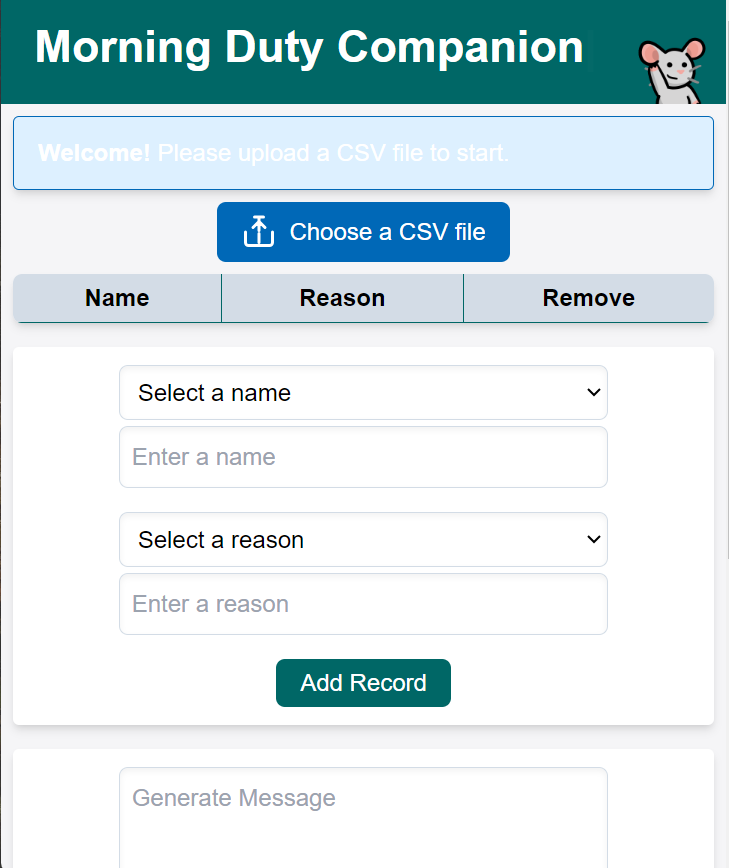 Morning Duty Companion
Welcome! Please upload a CSV file to start.
Choose a CSV file
Name Reason Remove
Select a name
Enter a name
Select a reason
Enter a reason
Add Record
Generate Message